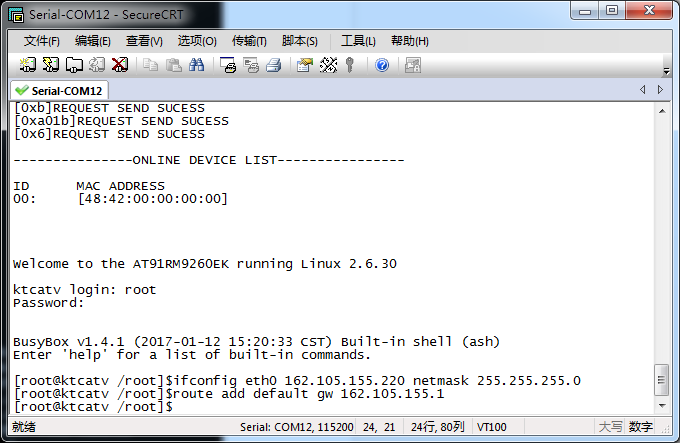 Serial-COM12 - SecureCRT
文件(F) 编辑(E) 查看(V) 选项(O) 传输(T) 脚本(S) 工具(L) 帮助(H)
Serial-COM12
[0xb]REQUEST SEND SUCESS
[0xa01b]REQUEST SEND SUCESS
[0x6]REQUEST SEND SUCESS
---------------ONLINE DEVICE LIST----------------
ID      MAC ADDRESS
00:     [48:42:00:00:00:00]
Welcome to the AT91RM9260EK running Linux 2.6.30
ktcatv login: root
Password:
BusyBox v1.4.1 (2017-01-12 15:20:33 CST) Built-in shell (ash)
Enter 'help' for a list of built-in commands.
[root@ktcatv /root]$ifconfig eth0 162.105.155.220 netmask 255.255.255.0
[root@ktcatv /root]$route add default gw 162.105.155.1
[root@ktcatv /root]$
就绪 Serial: COM12, 115200 24, 21 24行, 80列 VT100 大写 数字